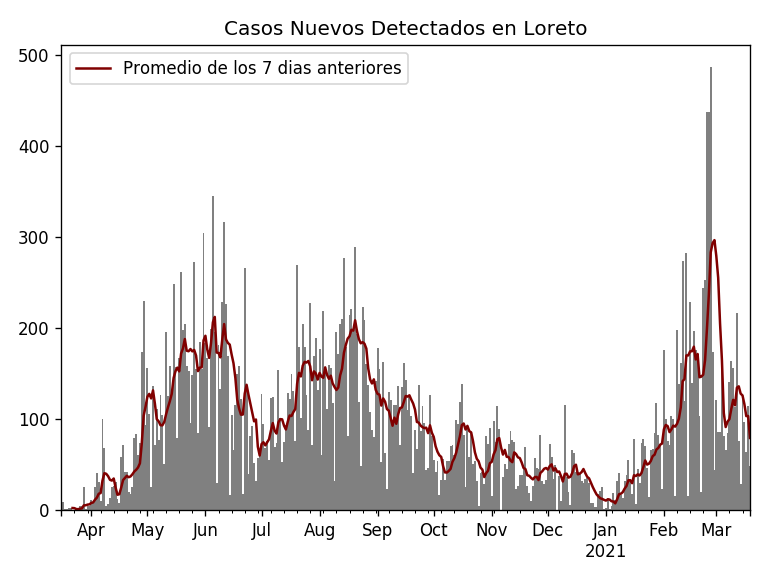 Casos Nuevos Detectados en Loreto
Promedio de los 7 dias anteriores
500
400
300
200
100
0
Apr May Jun Jul Aug Sep Oct Nov Dec Jan Feb Mar
2021